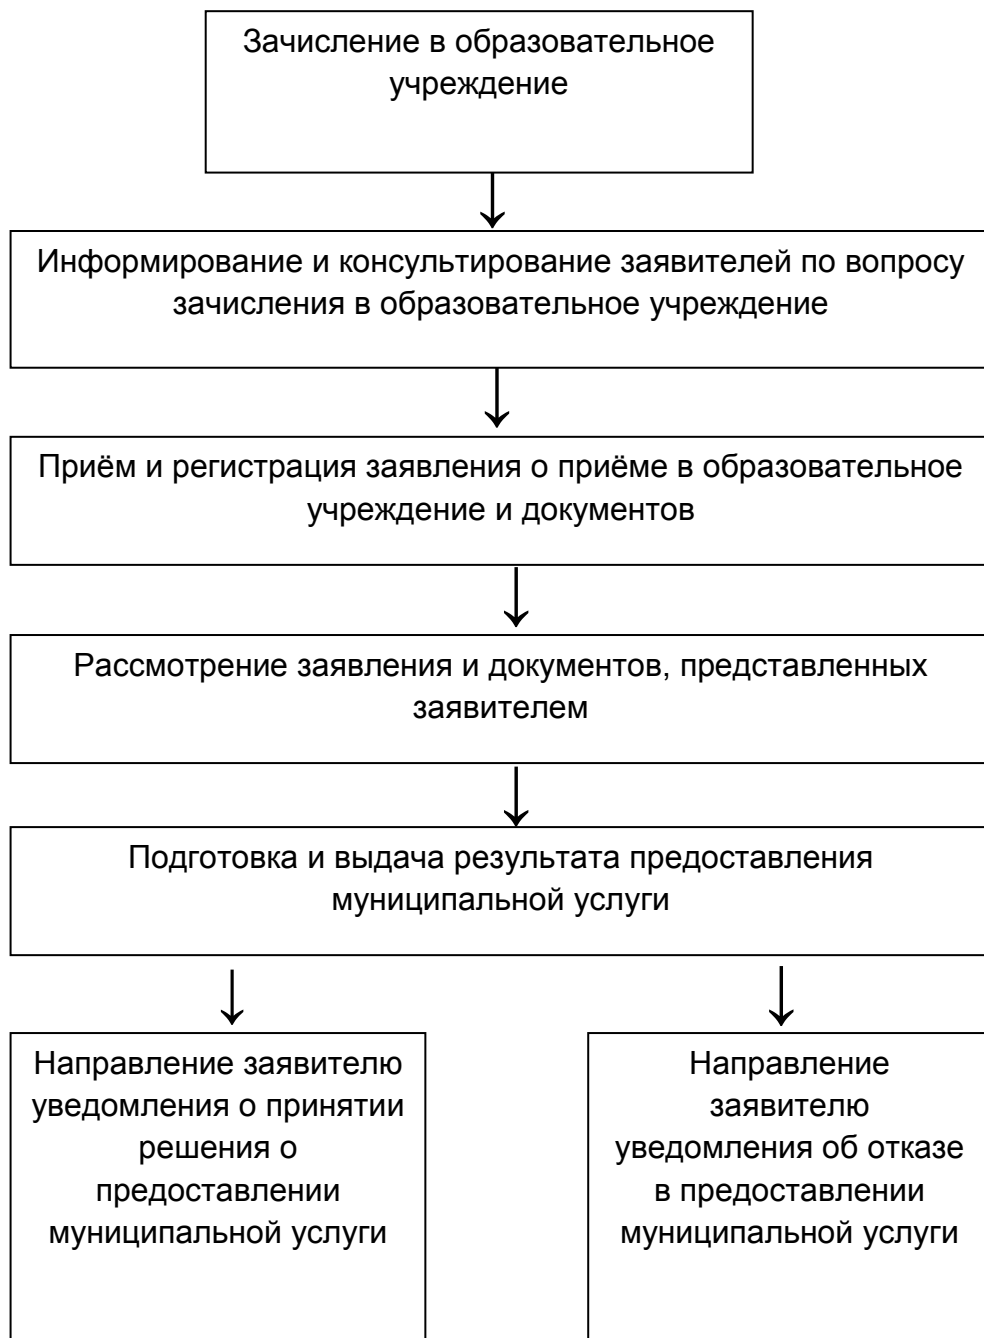 Зачисление в образовательное
учреждение
Информирование и консультирование заявителей по вопросу
зачисления в образовательное учреждение
Приём и регистрация заявления о приёме в образовательное
учреждение и документов
Рассмотрение заявления и документов, представленных
заявителем
Подготовка и выдача результата предоставления
муниципальной услуги
Направление заявителю
уведомления о принятии
решения о
предоставлении
муниципальной услуги
Направление
заявителю
уведомления об отказе
в предоставлении
муниципальной услуги